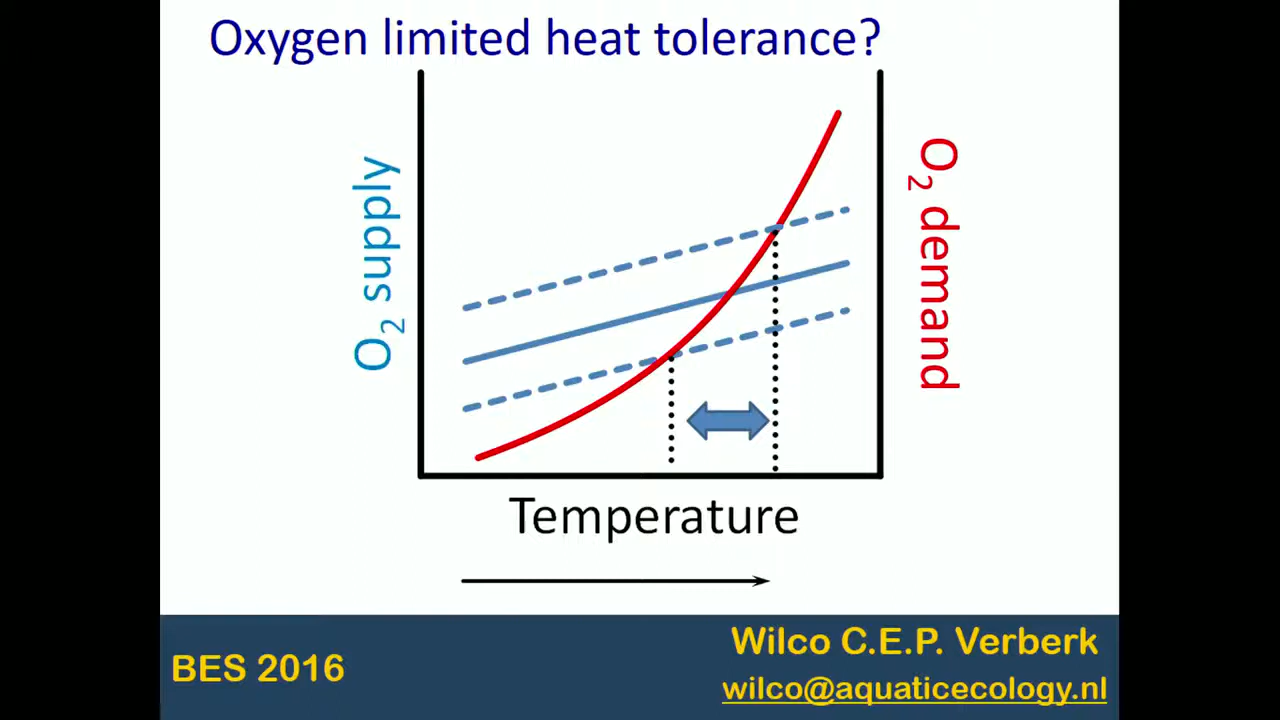 Oxygen limited heat tolerance?
O₂ supply
O₂ demand
Temperature
BES 2016
Wilco C.E.P. Verberk
wilco@aquaticecology.nl